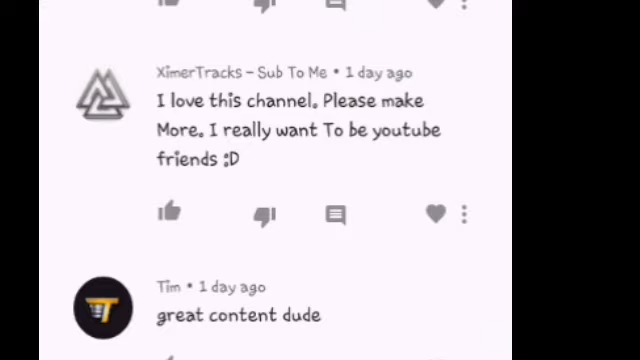 XimerTracks - Sub To Me • 1 day ago
I love this channel. Please make
More. I really want To be youtube
friends :D
Tim • 1 day ago
great content dude